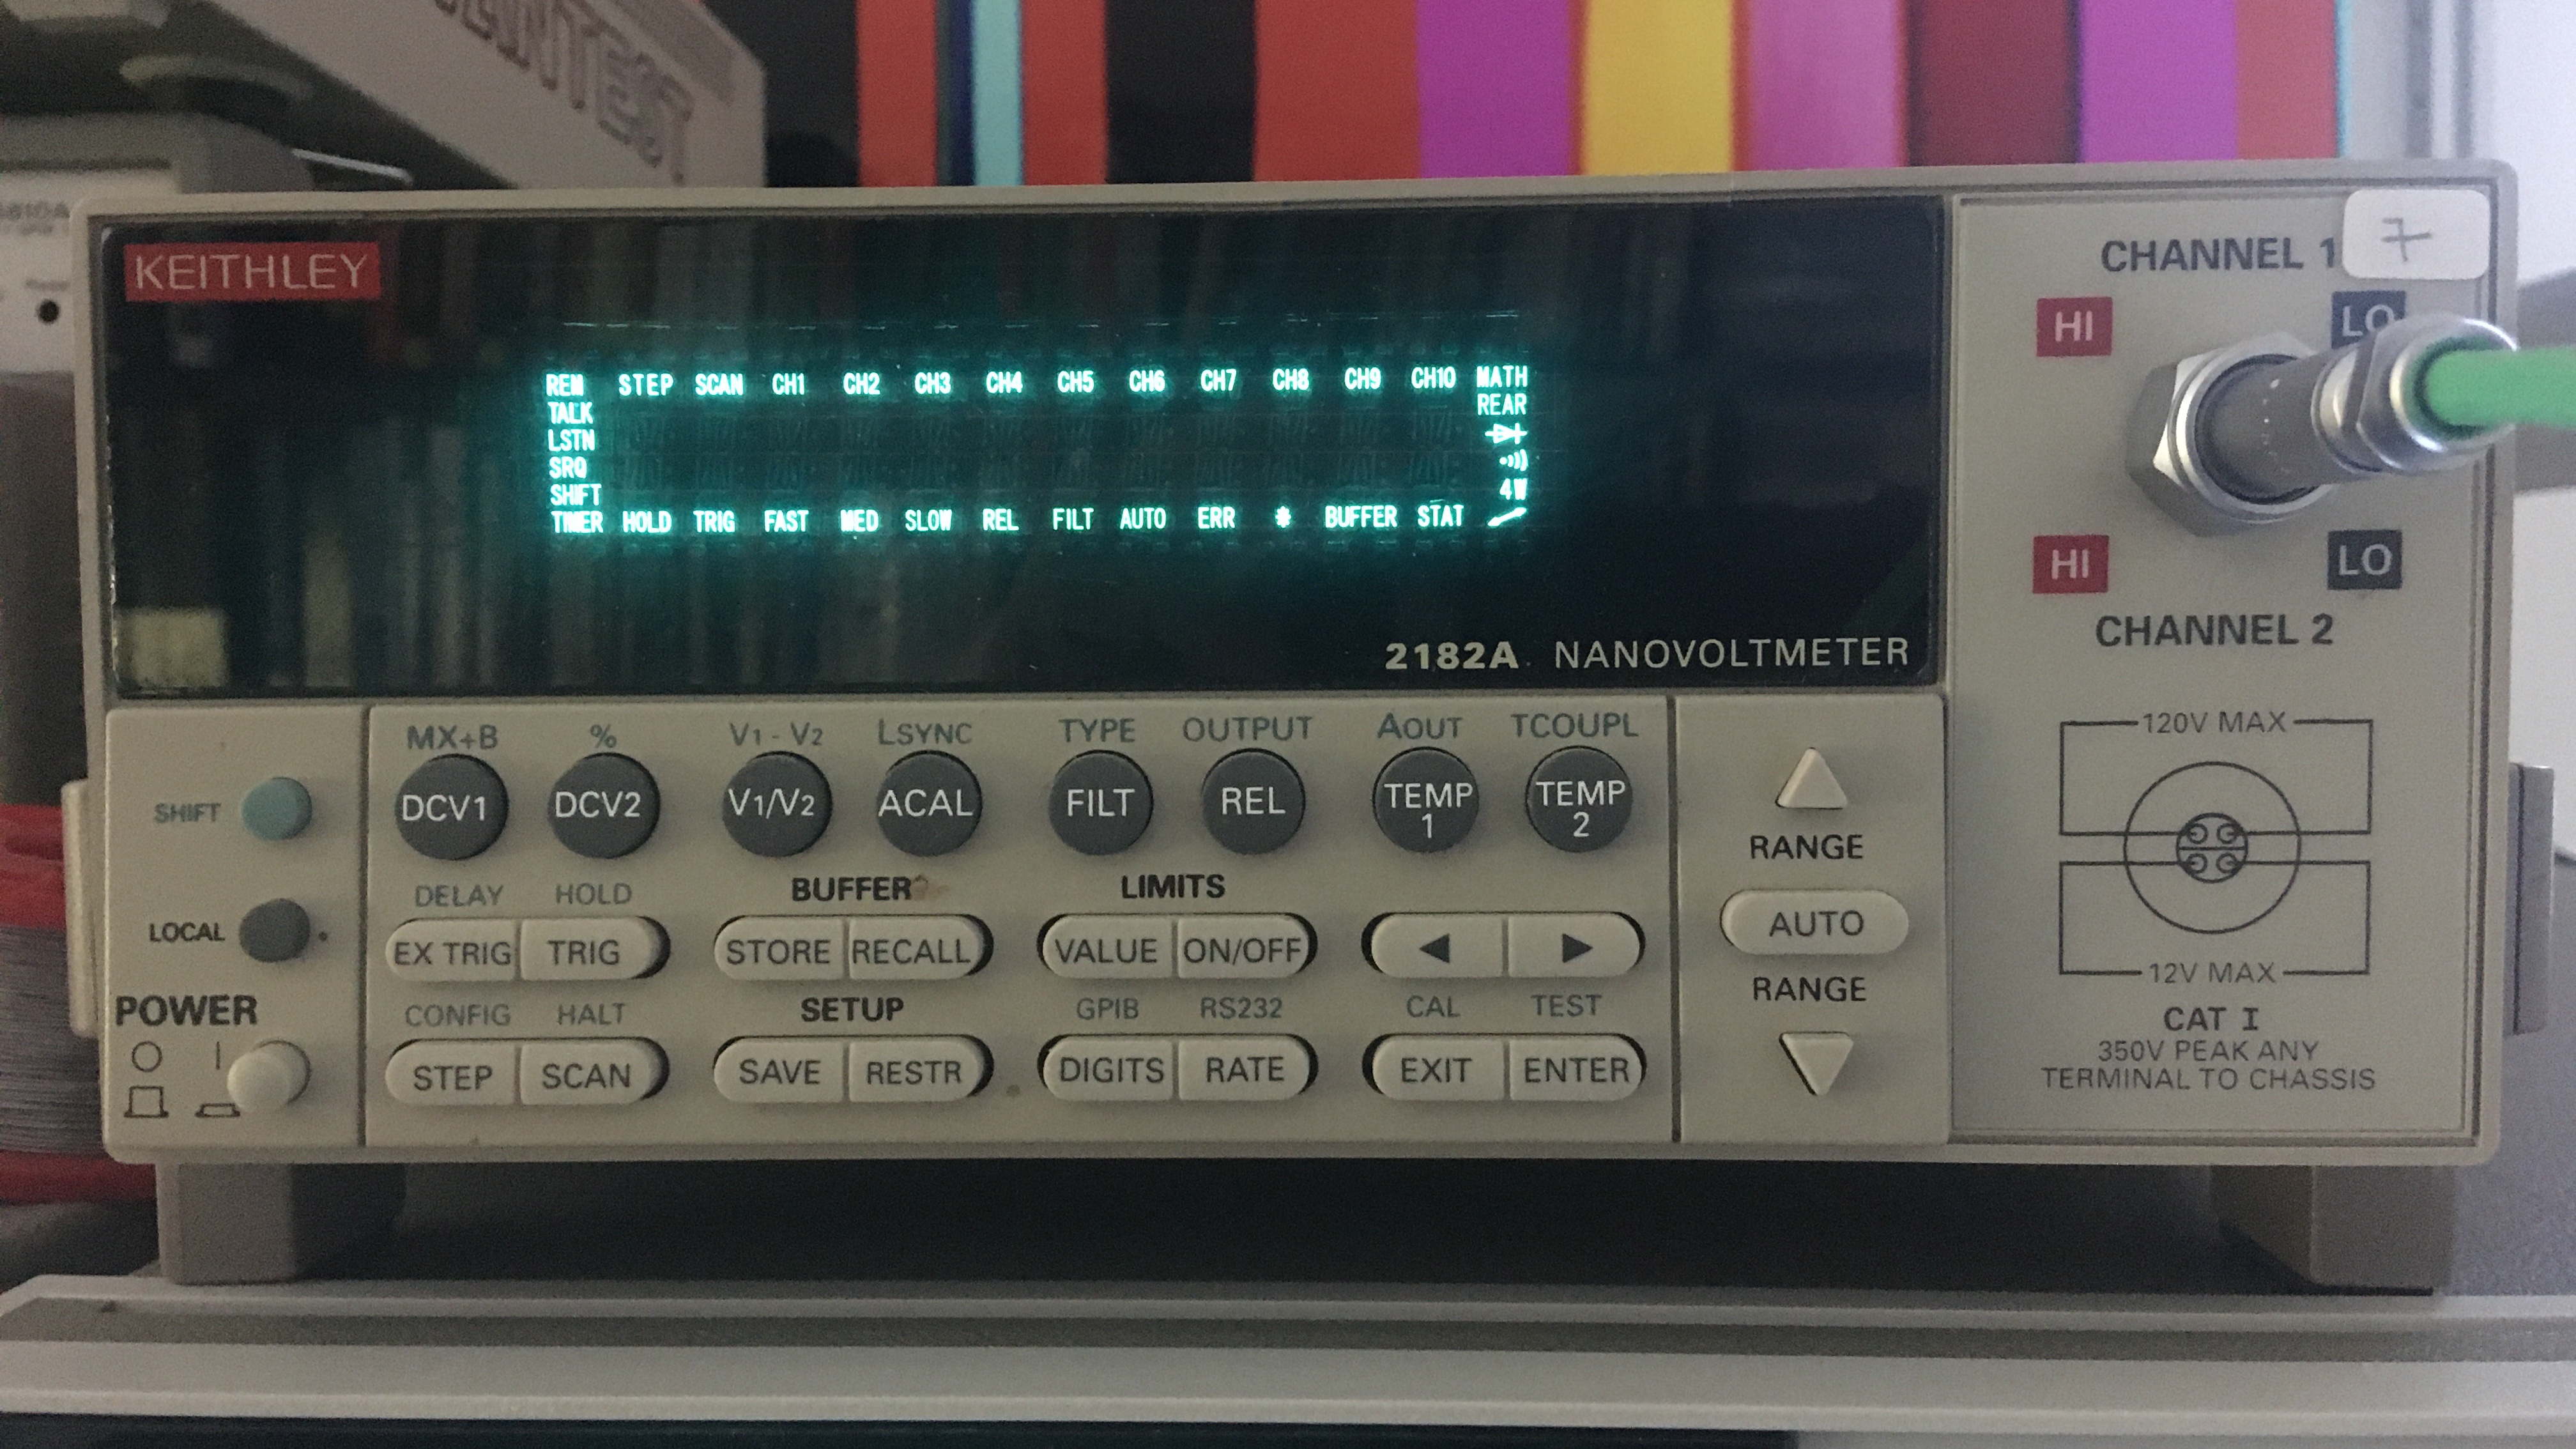 KEITHLEY
REM STEP SCAN CH1 CH2 CH3 CH4 CH5 CH6 CH7 CH8 CH9 CH10 MATH
TALK REAR
LSTN
SRQ
SHIFT 4W
TIMER HOLD TRIG FAST MED SLOW REL FILT AUTO ERR * BUFFER STAT
2182A NANOVOLTMETER
CHANNEL 1
7
HI LO
HI LO
CHANNEL 2
120V MAX
12V MAX
CAT I
350V PEAK ANY
TERMINAL TO CHASSIS
MX+B % V1 - V2 LSYNC TYPE OUTPUT AOUT TCOUPL
SHIFT DCV1 DCV2 V1/V2 ACAL FILT REL TEMP 1 TEMP 2
RANGE
DELAY HOLD BUFFER LIMITS
LOCAL EX TRIG TRIG STORE RECALL VALUE ON/OFF ◀ ▶ AUTO
RANGE
POWER CONFIG HALT SETUP GPIB RS232 CAL TEST
STEP SCAN SAVE RESTR DIGITS RATE EXIT ENTER